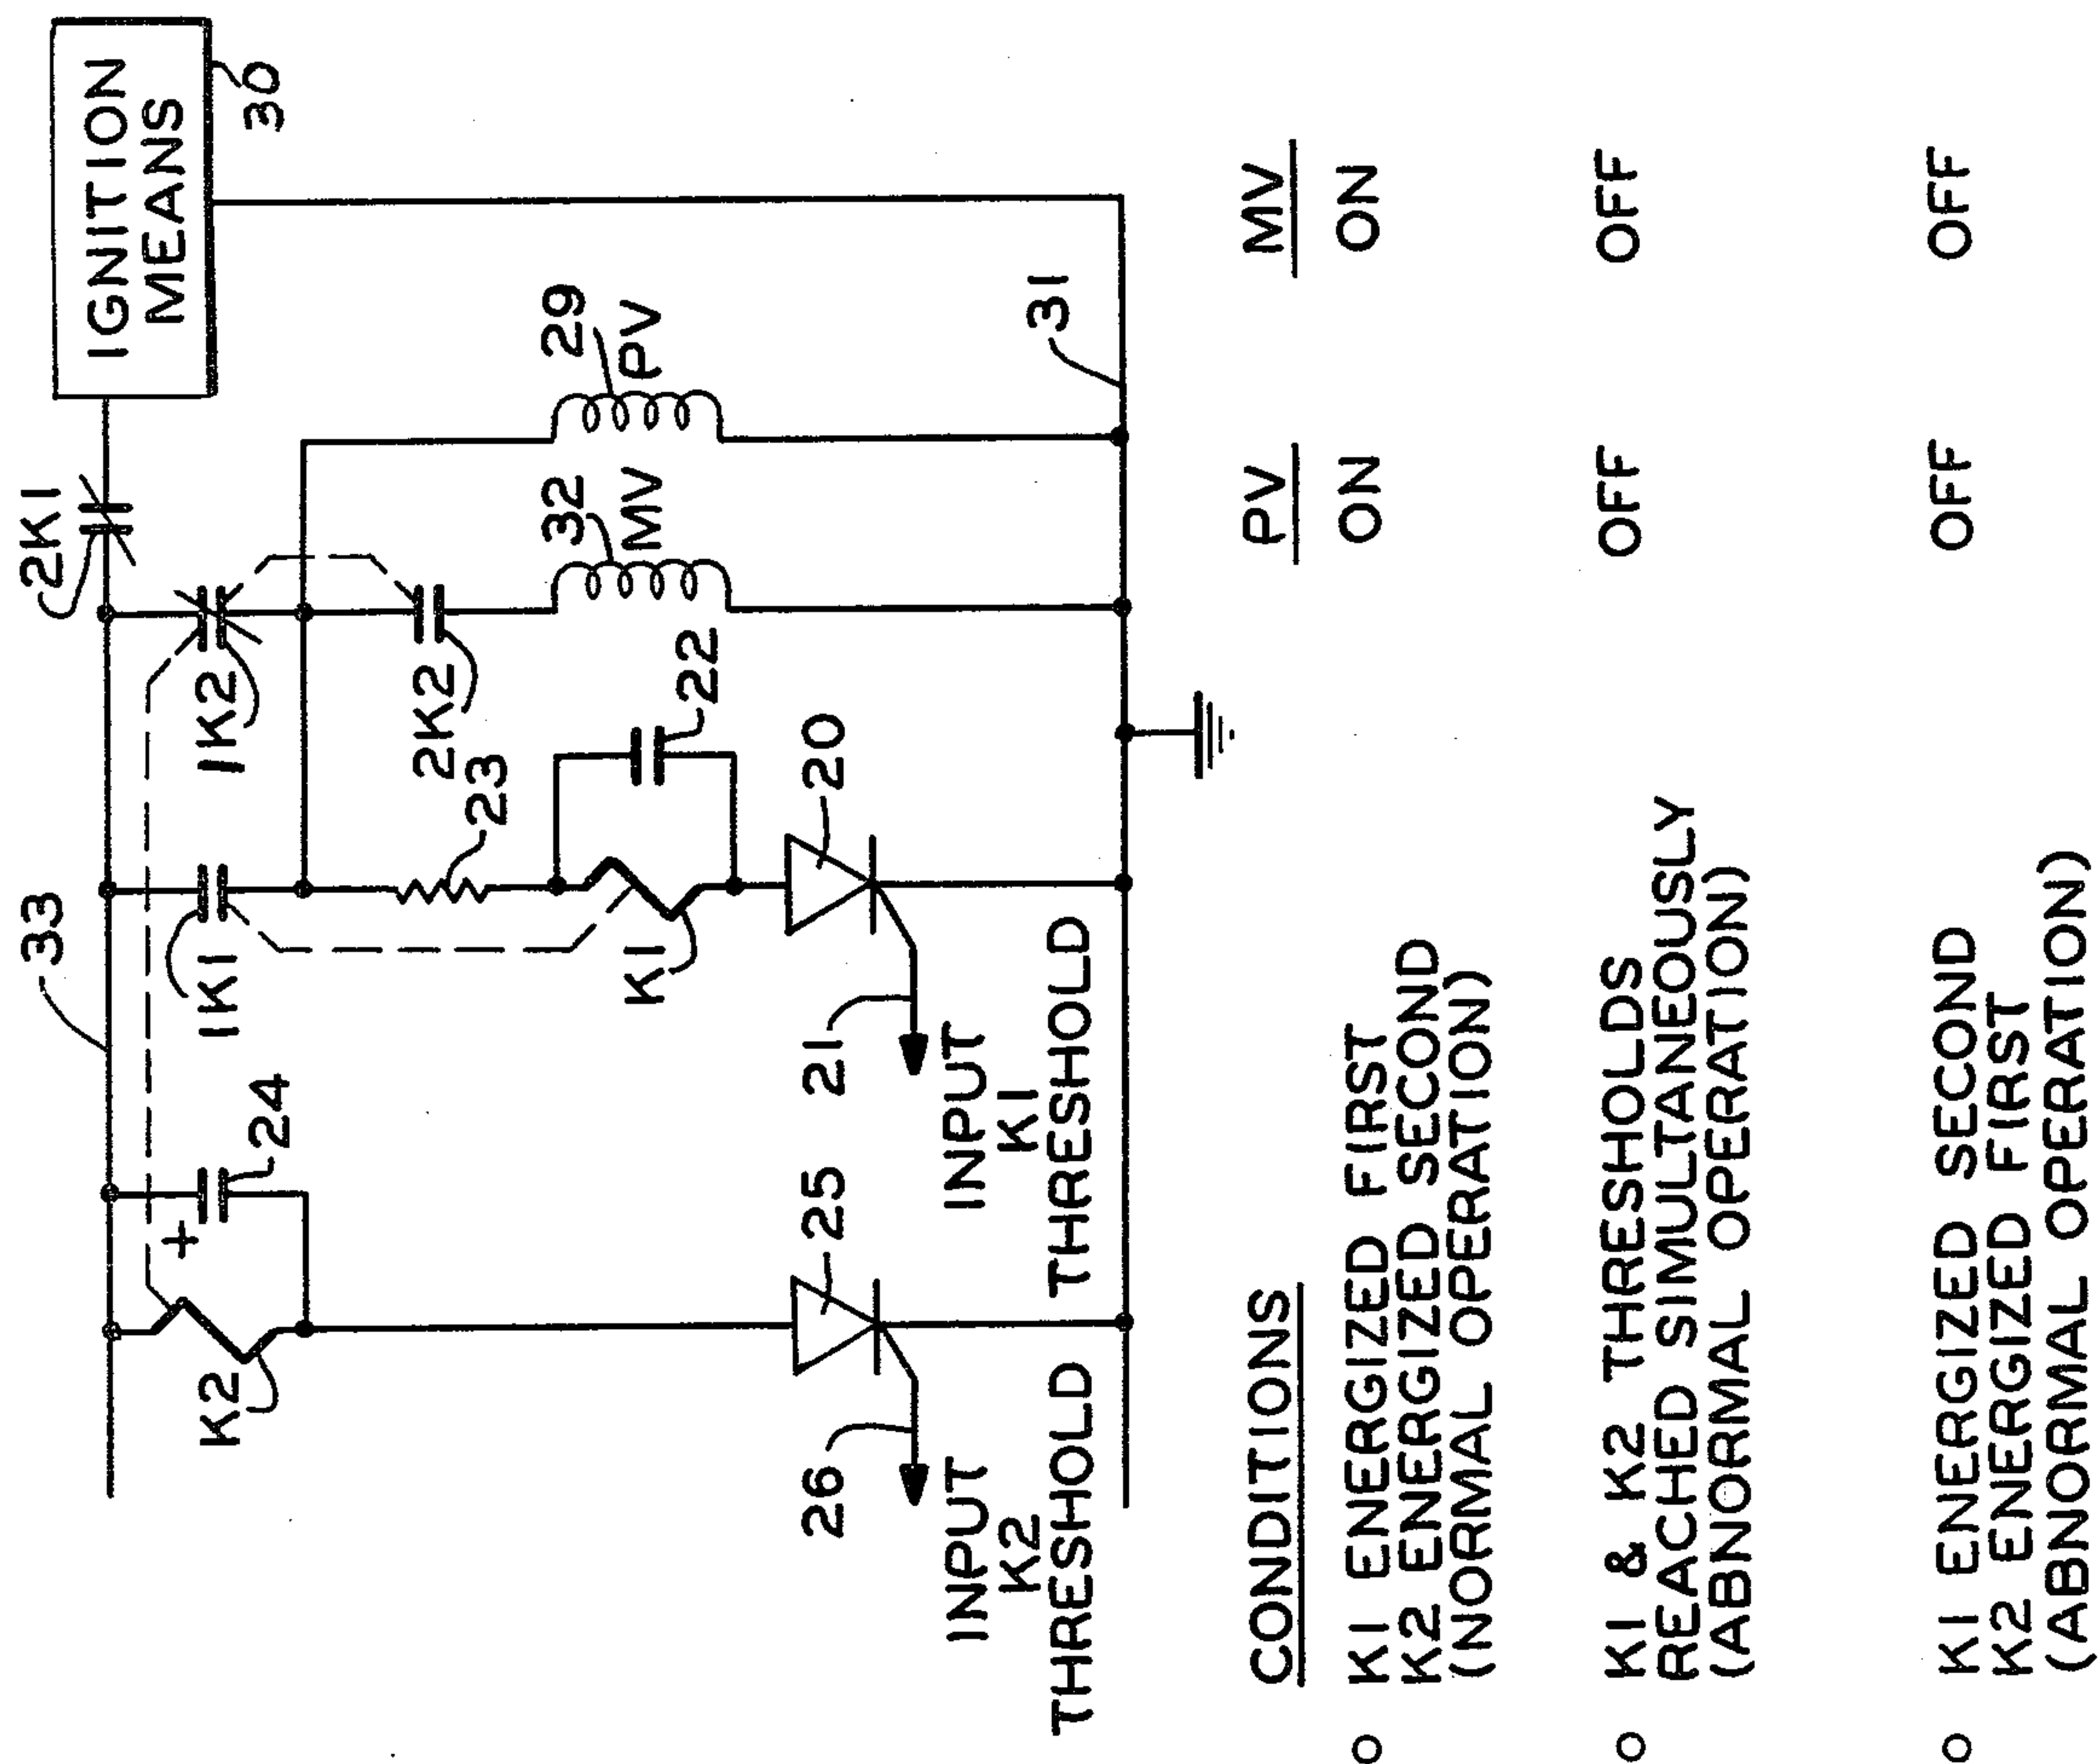 33
K2
+
24
1K1
1K2
2K1
IGNITION
MEANS
30
2K2
23
K1
22
32
MV
29
PV
25
26
20
21
31
INPUT
K2
THRESHOLD
INPUT
K1
THRESHOLD
CONDITIONS PV MV
o K1 ENERGIZED FIRST ON ON
K2 ENERGIZED SECOND
(NORMAL OPERATION)
o K1 & K2 THRESHOLDS OFF OFF
REACHED SIMULTANEOUSLY
(ABNORMAL OPERATION)
o K1 ENERGIZED SECOND OFF OFF
K2 ENERGIZED FIRST
(ABNORMAL OPERATION)